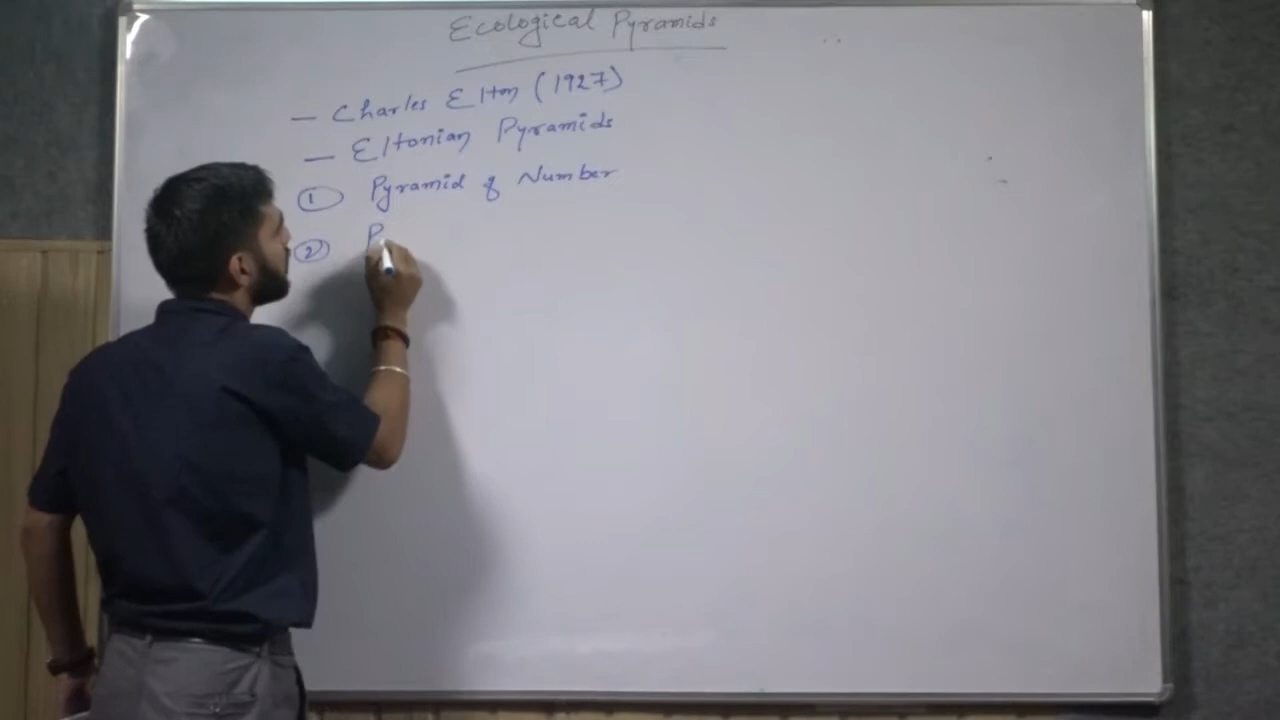 Ecological Pyramids
— Charles Elton (1927)
— Eltonian Pyramids
① Pyramid of Number
② P